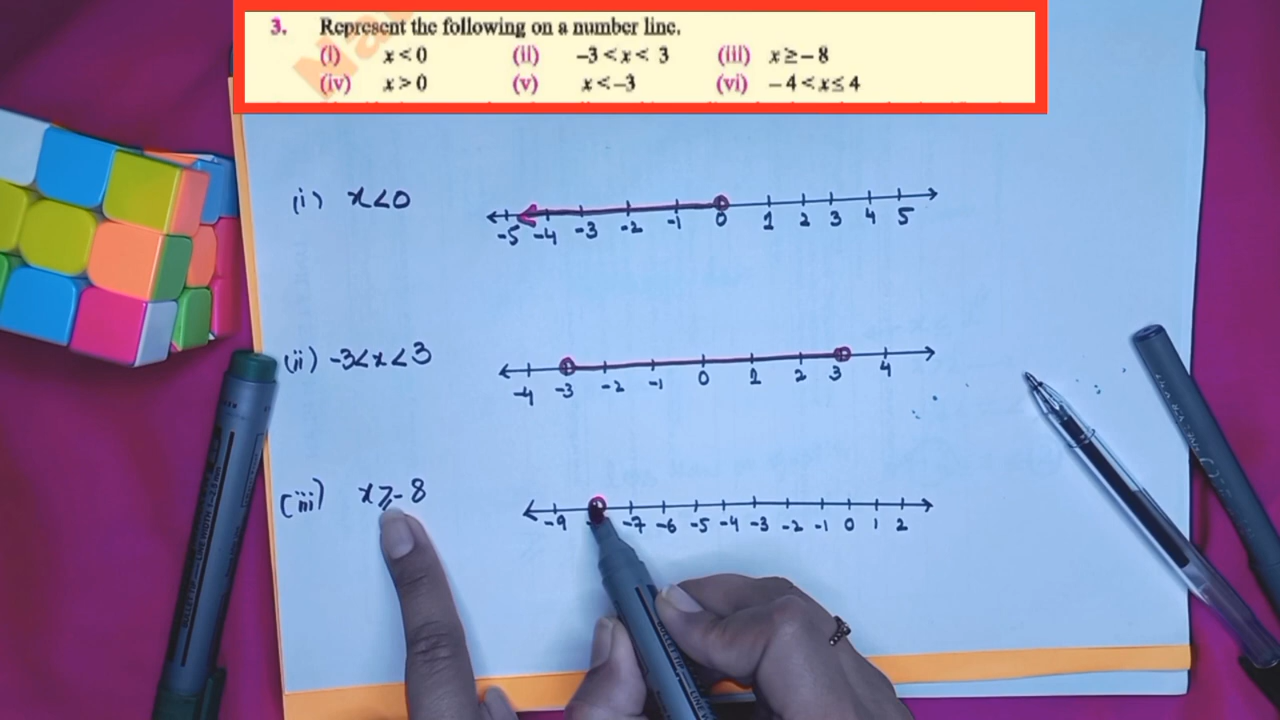 3. Represent the following on a number line.
(i) x < 0 (ii) -3 < x < 3 (iii) x ≥ -8
(iv) x > 0 (v) x < -3 (vi) -4 < x ≤ 4
(i) x<0
-5 -4 -3 -2 -1 0 1 2 3 4 5
(ii) -3<x<3
-4 -3 -2 -1 0 1 2 3 4
(iii) x≥-8
-9 -7 -6 -5 -4 -3 -2 -1 0 1 2